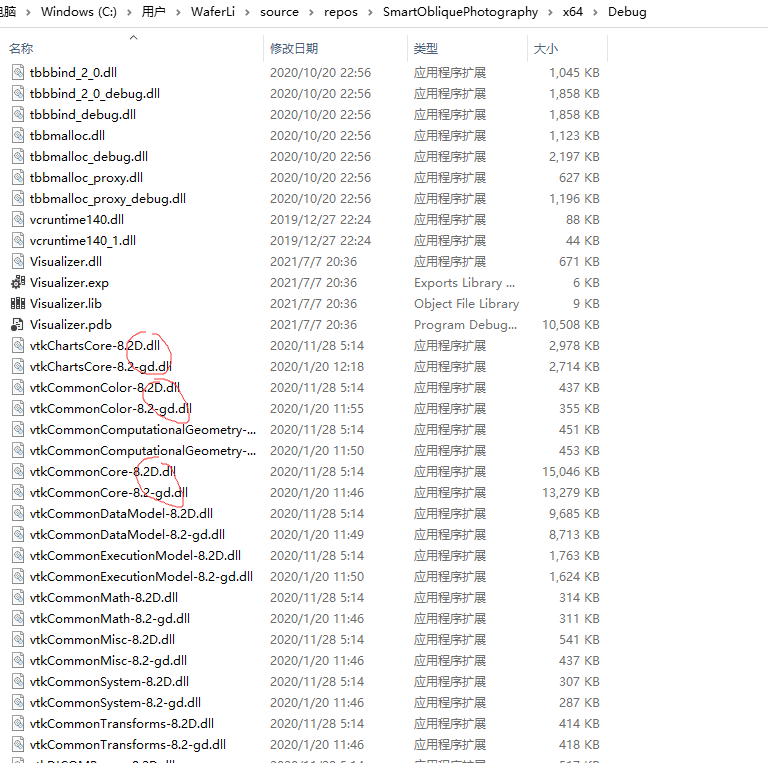 电脑 › Windows (C:) › 用户 › WaferLi › source › repos › SmartObliquePhotography › x64 › Debug
名称 修改日期 类型 大小
tbbbind_2_0.dll 2020/10/20 22:56 应用程序扩展 1,045 KB
tbbbind_2_0_debug.dll 2020/10/20 22:56 应用程序扩展 1,858 KB
tbbbind_debug.dll 2020/10/20 22:56 应用程序扩展 1,858 KB
tbbmalloc.dll 2020/10/20 22:56 应用程序扩展 1,123 KB
tbbmalloc_debug.dll 2020/10/20 22:56 应用程序扩展 2,197 KB
tbbmalloc_proxy.dll 2020/10/20 22:56 应用程序扩展 627 KB
tbbmalloc_proxy_debug.dll 2020/10/20 22:56 应用程序扩展 1,196 KB
vcruntime140.dll 2019/12/27 22:24 应用程序扩展 88 KB
vcruntime140_1.dll 2019/12/27 22:24 应用程序扩展 44 KB
Visualizer.dll 2021/7/7 20:36 应用程序扩展 671 KB
Visualizer.exp 2021/7/7 20:36 Exports Library ... 6 KB
Visualizer.lib 2021/7/7 20:36 Object File Library 9 KB
Visualizer.pdb 2021/7/7 20:36 Program Debug... 10,508 KB
vtkChartsCore-8.2D.dll 2020/11/28 5:14 应用程序扩展 2,978 KB
vtkChartsCore-8.2-gd.dll 2020/1/20 12:18 应用程序扩展 2,714 KB
vtkCommonColor-8.2D.dll 2020/11/28 5:14 应用程序扩展 437 KB
vtkCommonColor-8.2-gd.dll 2020/1/20 11:55 应用程序扩展 355 KB
vtkCommonComputationalGeometry-... 2020/11/28 5:14 应用程序扩展 451 KB
vtkCommonComputationalGeometry-... 2020/1/20 11:50 应用程序扩展 453 KB
vtkCommonCore-8.2D.dll 2020/11/28 5:14 应用程序扩展 15,046 KB
vtkCommonCore-8.2-gd.dll 2020/1/20 11:46 应用程序扩展 13,279 KB
vtkCommonDataModel-8.2D.dll 2020/11/28 5:14 应用程序扩展 9,685 KB
vtkCommonDataModel-8.2-gd.dll 2020/1/20 11:49 应用程序扩展 8,713 KB
vtkCommonExecutionModel-8.2D.dll 2020/11/28 5:14 应用程序扩展 1,763 KB
vtkCommonExecutionModel-8.2-gd.dll 2020/1/20 11:50 应用程序扩展 1,624 KB
vtkCommonMath-8.2D.dll 2020/11/28 5:14 应用程序扩展 314 KB
vtkCommonMath-8.2-gd.dll 2020/1/20 11:46 应用程序扩展 311 KB
vtkCommonMisc-8.2D.dll 2020/11/28 5:14 应用程序扩展 541 KB
vtkCommonMisc-8.2-gd.dll 2020/1/20 11:46 应用程序扩展 437 KB
vtkCommonSystem-8.2D.dll 2020/11/28 5:14 应用程序扩展 307 KB
vtkCommonSystem-8.2-gd.dll 2020/1/20 11:46 应用程序扩展 287 KB
vtkCommonTransforms-8.2D.dll 2020/11/28 5:14 应用程序扩展 414 KB
vtkCommonTransforms-8.2-gd.dll 2020/1/20 11:46 应用程序扩展 418 KB